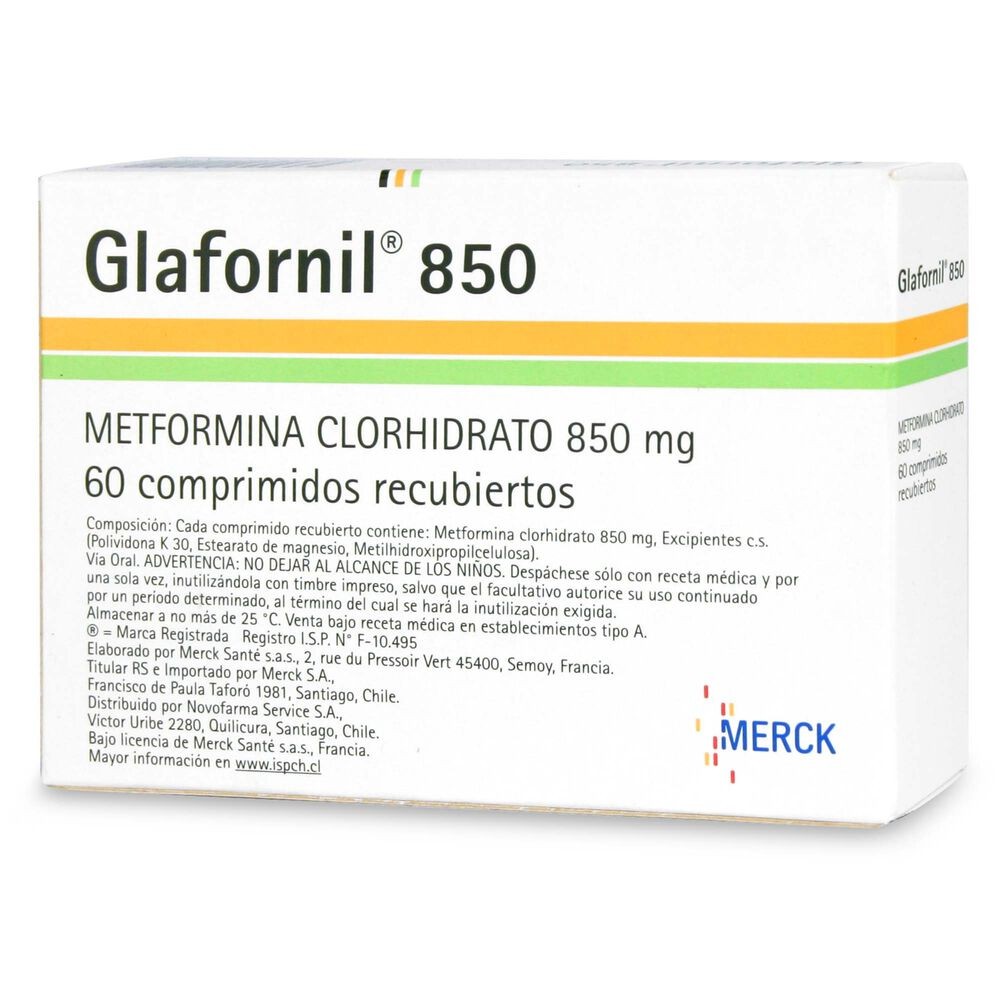 Glafornil® 850
METFORMINA CLORHIDRATO 850 mg
60 comprimidos recubiertos
Composición: Cada comprimido recubierto contiene: Metformina clorhidrato 850 mg, Excipientes c.s.
(Polividona K 30, Estearato de magnesio, Metilhidroxipropilcelulosa).
Via Oral. ADVERTENCIA: NO DEJAR AL ALCANCE DE LOS NIÑOS. Despáchese sólo con receta médica y por
una sola vez, inutilizándola con timbre impreso, salvo que el facultativo autorice su uso continuado
por un período determinado, al término del cual se hará la inutilización exigida.
Almacenar a no más de 25 °C. Venta bajo receta médica en establecimientos tipo A.
® = Marca Registrada Registro I.S.P. N° F-10.495
Elaborado por Merck Santé s.a.s., 2, rue du Pressoir Vert 45400, Semoy, Francia.
Titular RS e Importado por Merck S.A.,
Francisco de Paula Taforó 1981, Santiago, Chile.
Distribuido por Novofarma Service S.A.,
Víctor Uribe 2280, Quilicura, Santiago, Chile.
Bajo licencia de Merck Santé s.a.s., Francia.
Mayor información en www.ispch.cl
MERCK
Glafornil® 850
METFORMINA CLORHIDRATO
850 mg
60 comprimidos
recubiertos